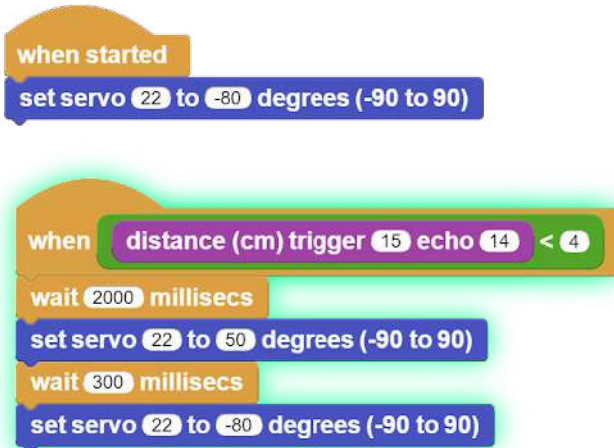 when started
set servo 22 to -80 degrees (-90 to 90)
when distance (cm) trigger 15 echo 14 < 4
wait 2000 millisecs
set servo 22 to 50 degrees (-90 to 90)
wait 300 millisecs
set servo 22 to -80 degrees (-90 to 90)